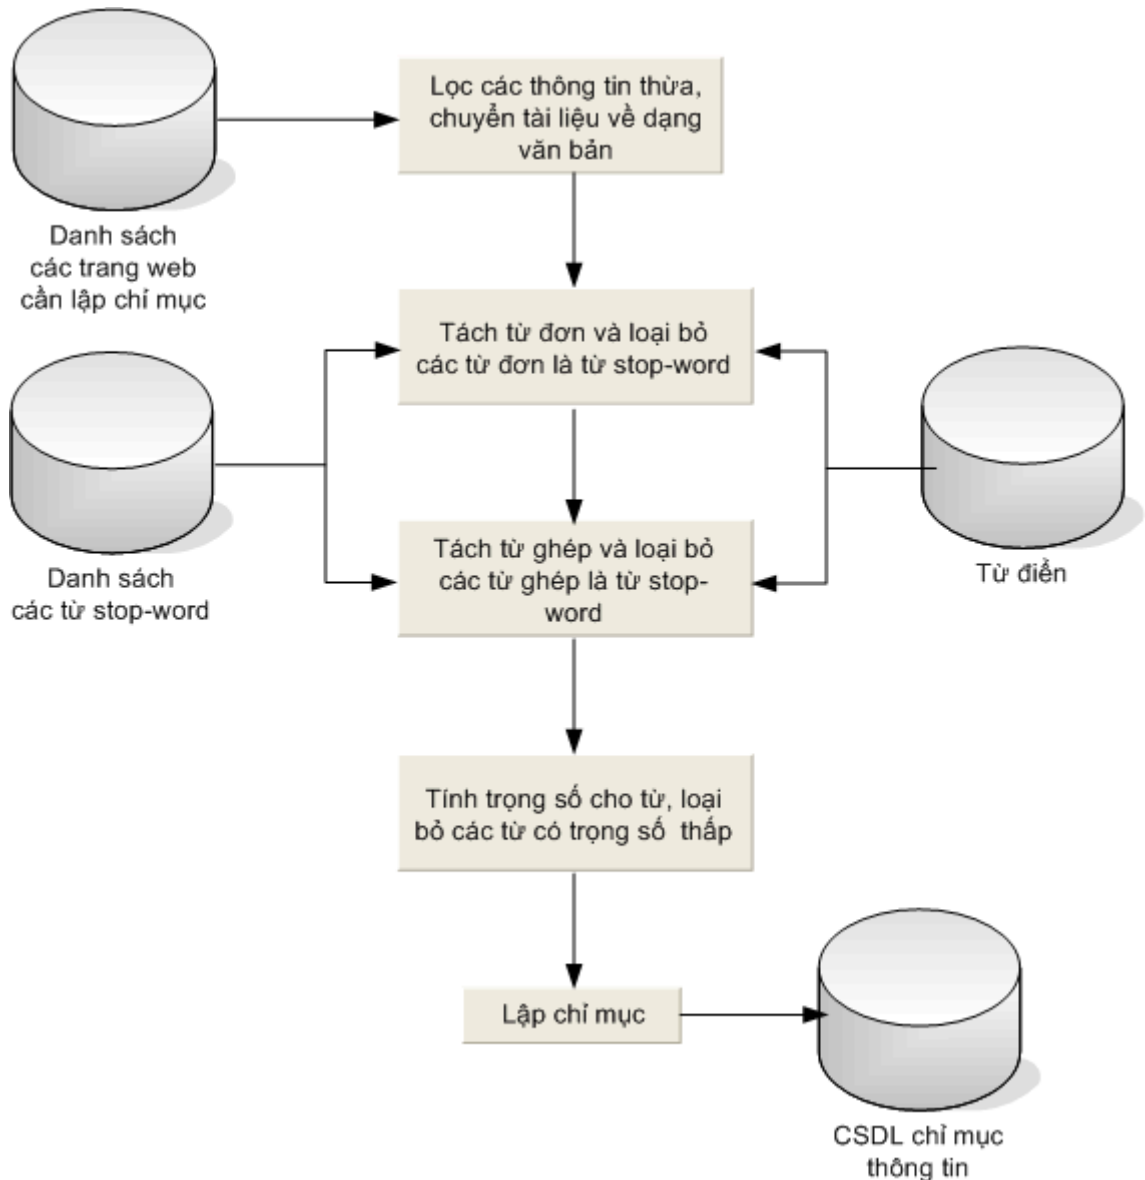 Lọc các thông tin thừa,
chuyển tài liệu về dạng
văn bản
Danh sách
các trang web
cần lập chỉ mục
Tách từ đơn và loại bỏ
các từ đơn là từ stop-word
Tách từ ghép và loại bỏ
các từ ghép là từ stop-
word
Danh sách
các từ stop-word
Từ điển
Tính trọng số cho từ, loại
bỏ các từ có trọng số thấp
Lập chỉ mục
CSDL chỉ mục
thông tin